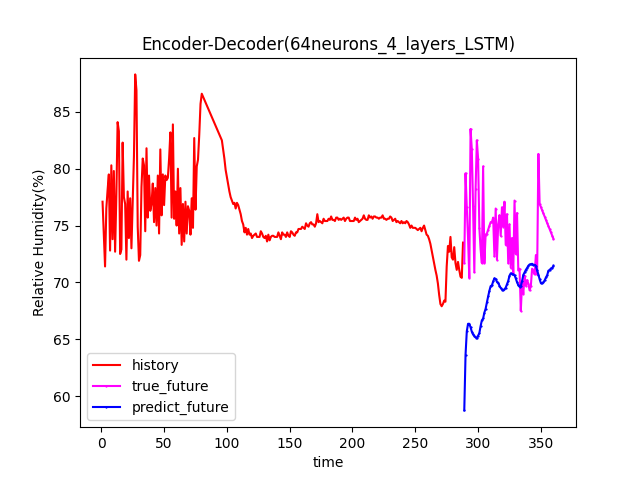 Encoder-Decoder(64neurons_4_layers_LSTM)
Relative Humidity(%)
85
80
75
70
65
60
history
true_future
predict_future
0 50 100 150 200 250 300 350
time